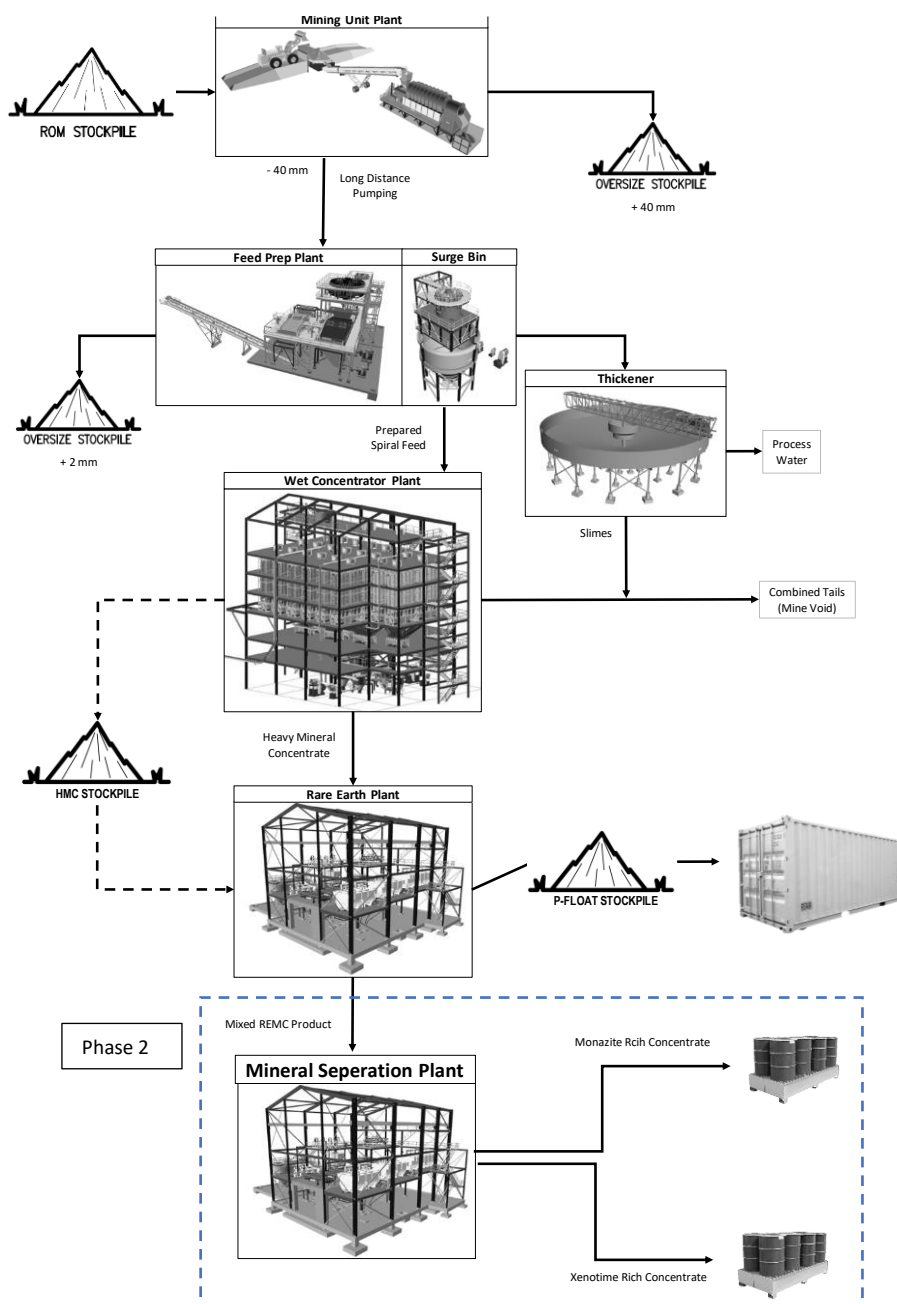 Mining Unit Plant
ROM STOCKPILE
- 40 mm
Long Distance
Pumping
OVERSIZE STOCKPILE
+ 40 mm
Feed Prep Plant
Surge Bin
Thickener
OVERSIZE STOCKPILE
+ 2 mm
Prepared
Spiral Feed
Process
Water
Wet Concentrator Plant
Slimes
Combined Tails
(Mine Void)
Heavy Mineral
Concentrate
HMC STOCKPILE
Rare Earth Plant
P-FLOAT STOCKPILE
Mixed REMC Product
Phase 2
Monazite Rcih Concentrate
Mineral Seperation Plant
Xenotime Rich Concentrate